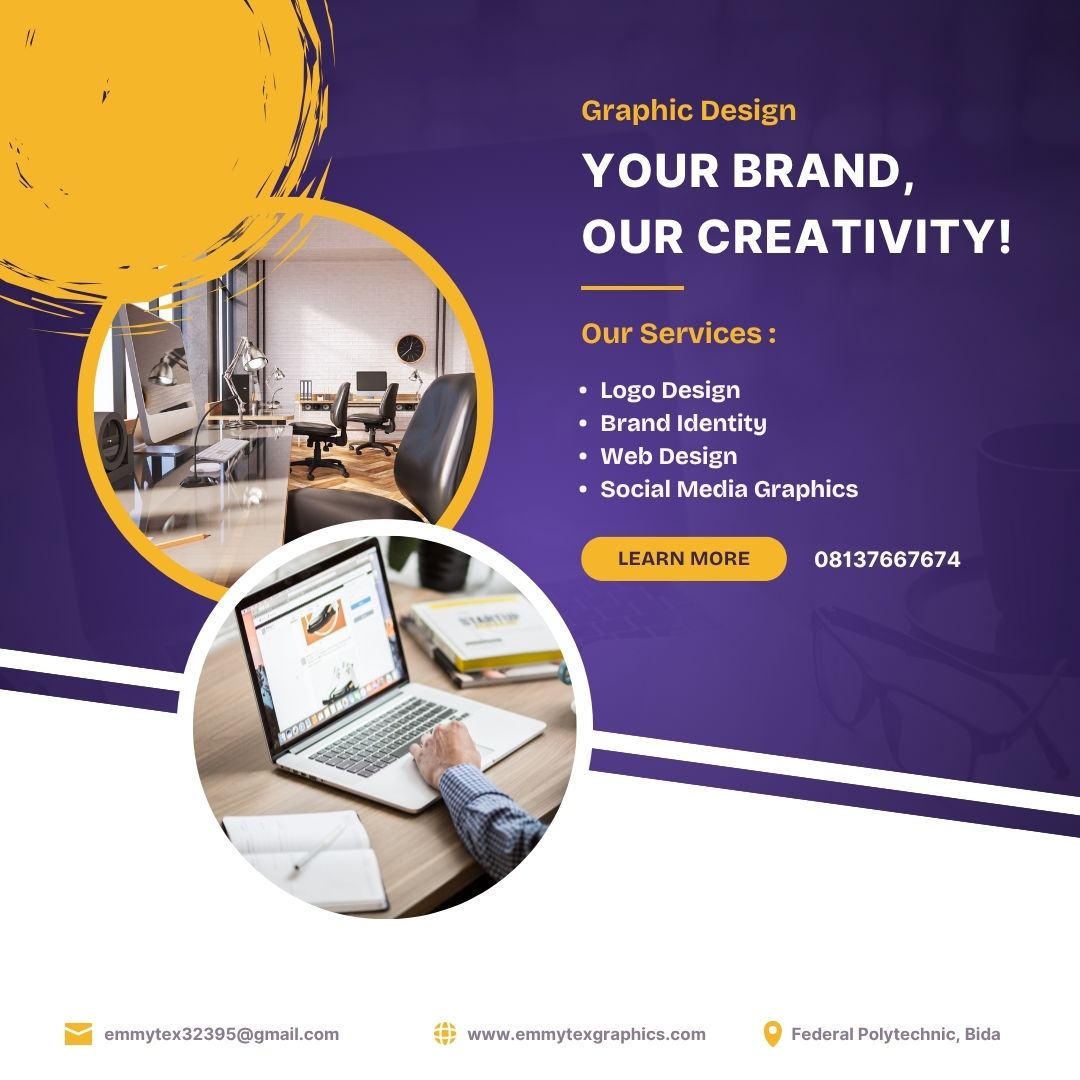 Graphic Design
YOUR BRAND,
OUR CREATIVITY!
Our Services :
• Logo Design
• Brand Identity
• Web Design
• Social Media Graphics
LEARN MORE
08137667674
STARTUP
emmytex32395@gmail.com
www.emmytexgraphics.com
Federal Polytechnic, Bida